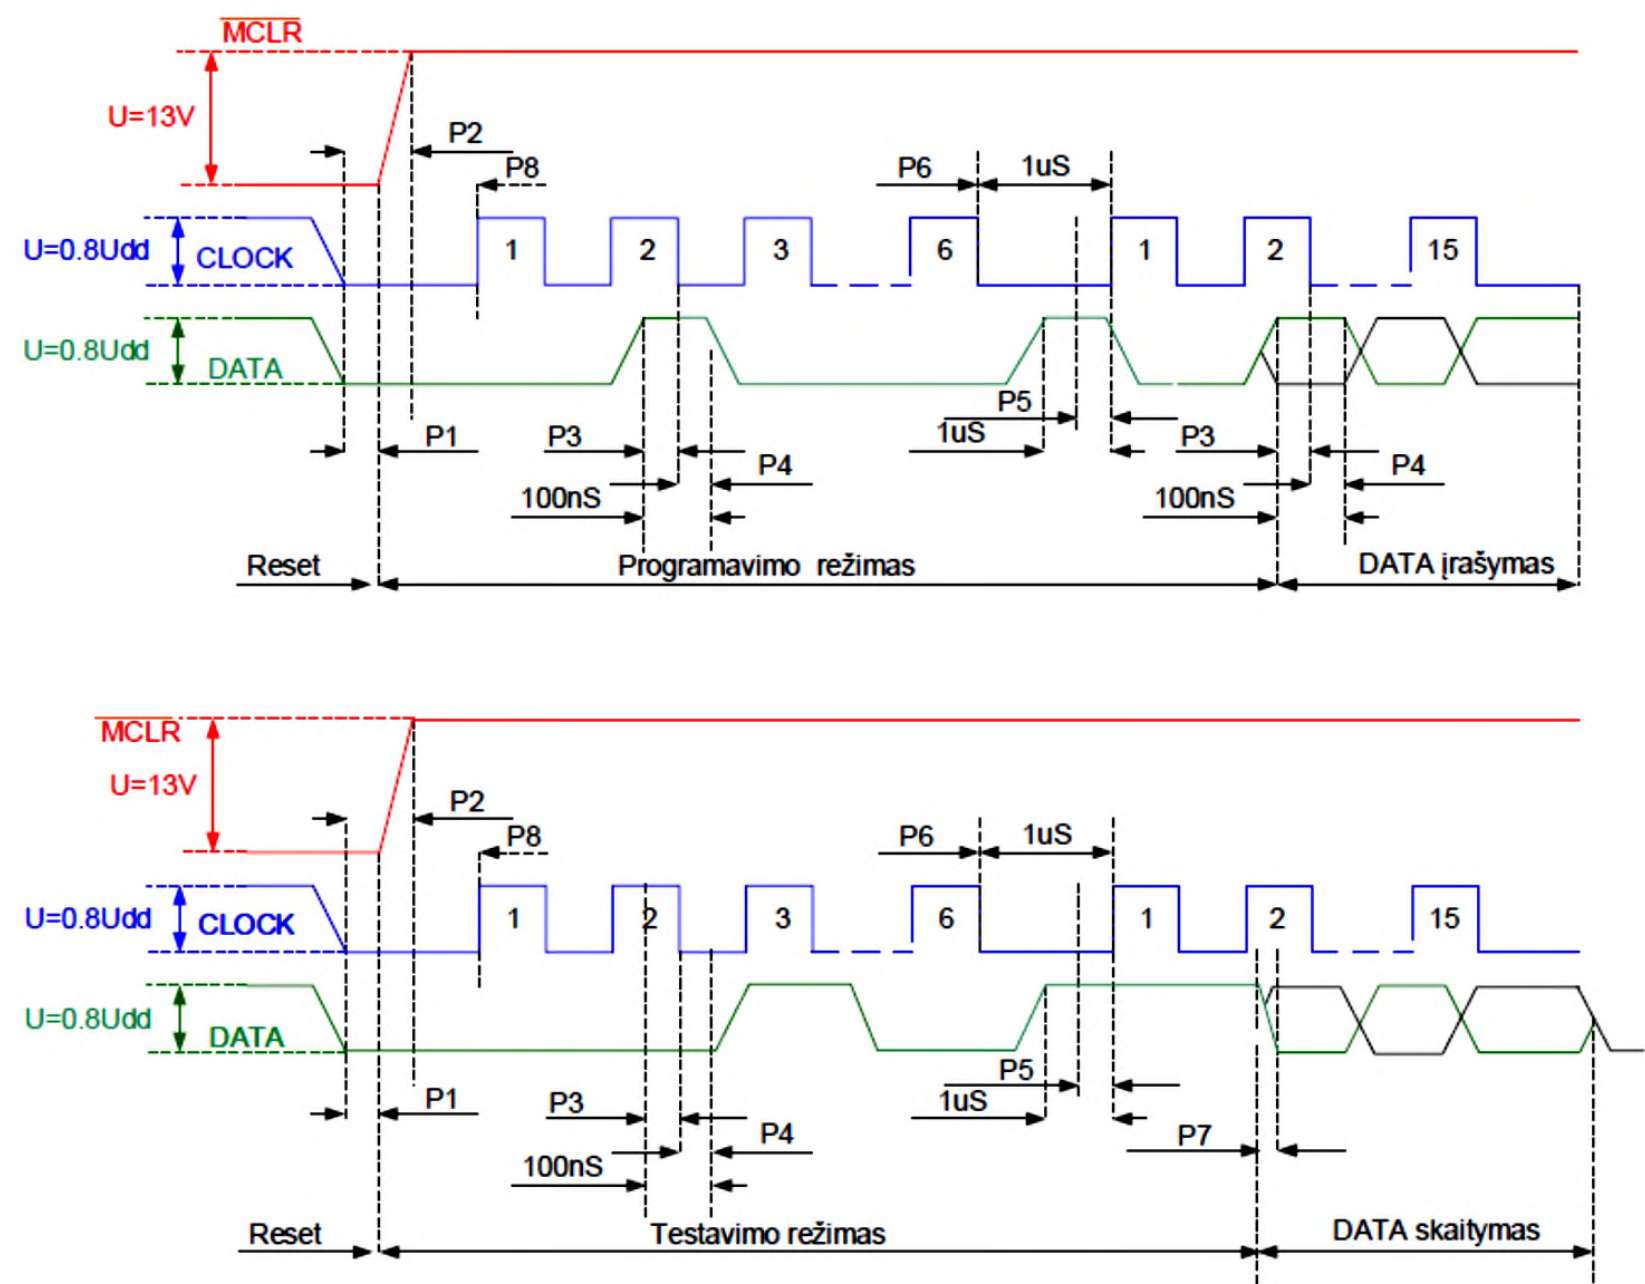 MCLR
U=13V
P2
P8
P6 1uS
U=0.8Udd CLOCK 1 2 3 6 1 2 15
U=0.8Udd DATA
P5
P1 P3 1uS P3
P4 P4
100nS 100nS
Reset Programavimo režimas DATA įrašymas
MCLR
U=13V
P2
P8 P6 1uS
U=0.8Udd CLOCK 1 2 3 6 1 2 15
U=0.8Udd DATA
P5
P1 P3 1uS
P4 P7
100nS
Reset Testavimo režimas DATA skaitymas